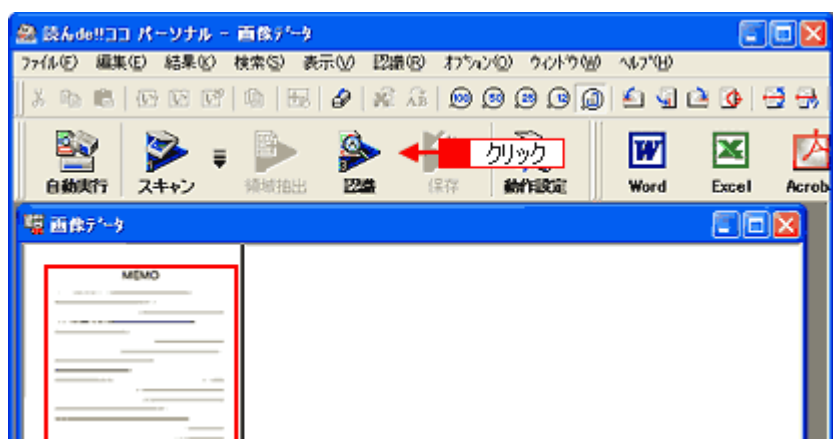 読んde!!ココ パーソナル - 画像データ
ファイル(F) 編集(E) 結果(K) 検索(S) 表示(V) 認識(R) オプション(O) ウィンドウ(W) ヘルプ(H)
100 50 25 12
クリック
自動実行 スキャン 領域抽出 認識 保存 動作設定 Word Excel Acrob
画像データ
MEMO